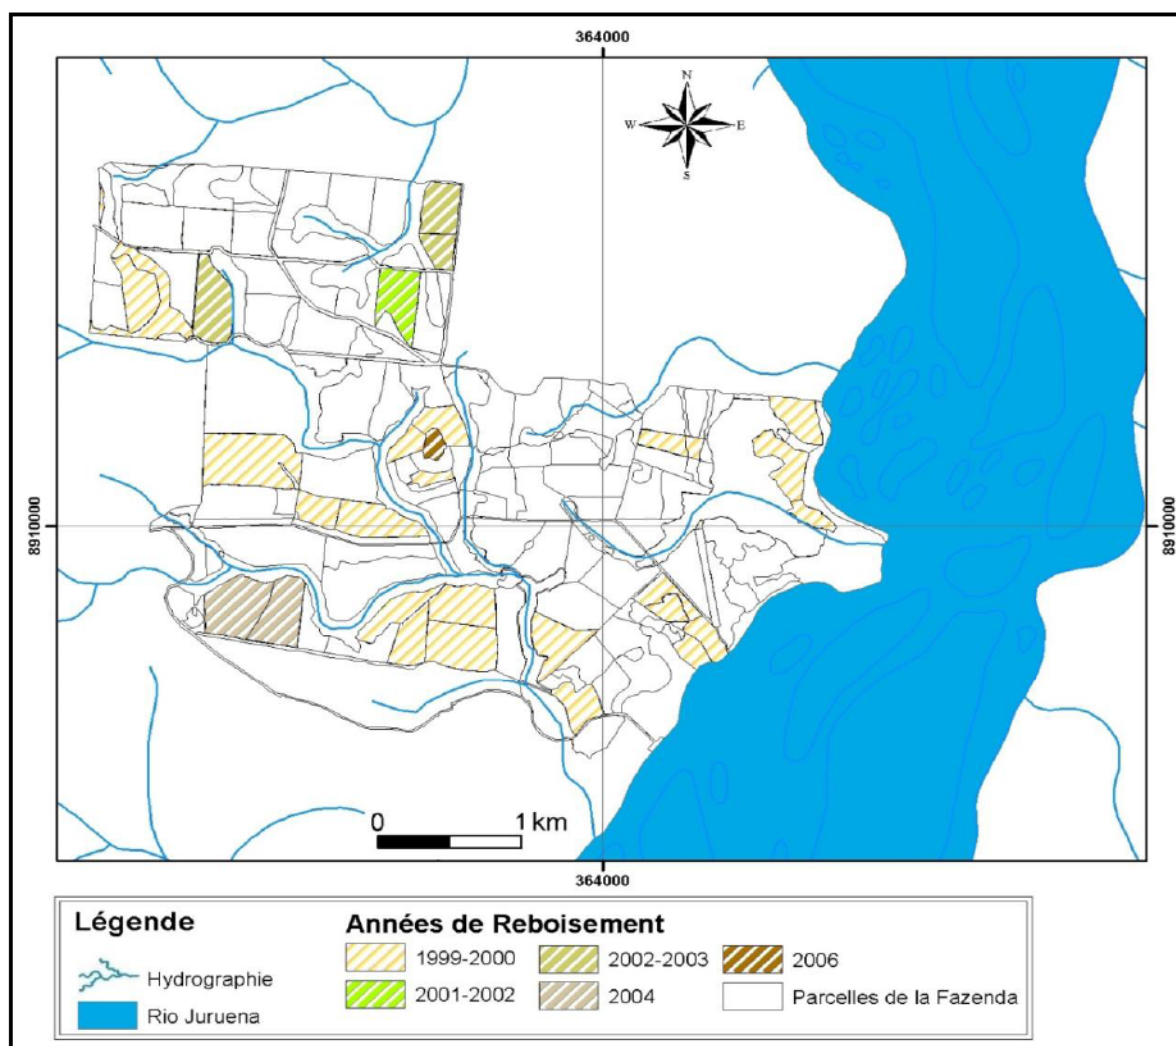 364000
N
W E
S
8910000 8910000
0 1 km
364000
Légende
Années de Reboisement
Hydrographie
Rio Juruena
1999-2000
2002-2003
2006
2001-2002
2004
Parcelles de la Fazenda